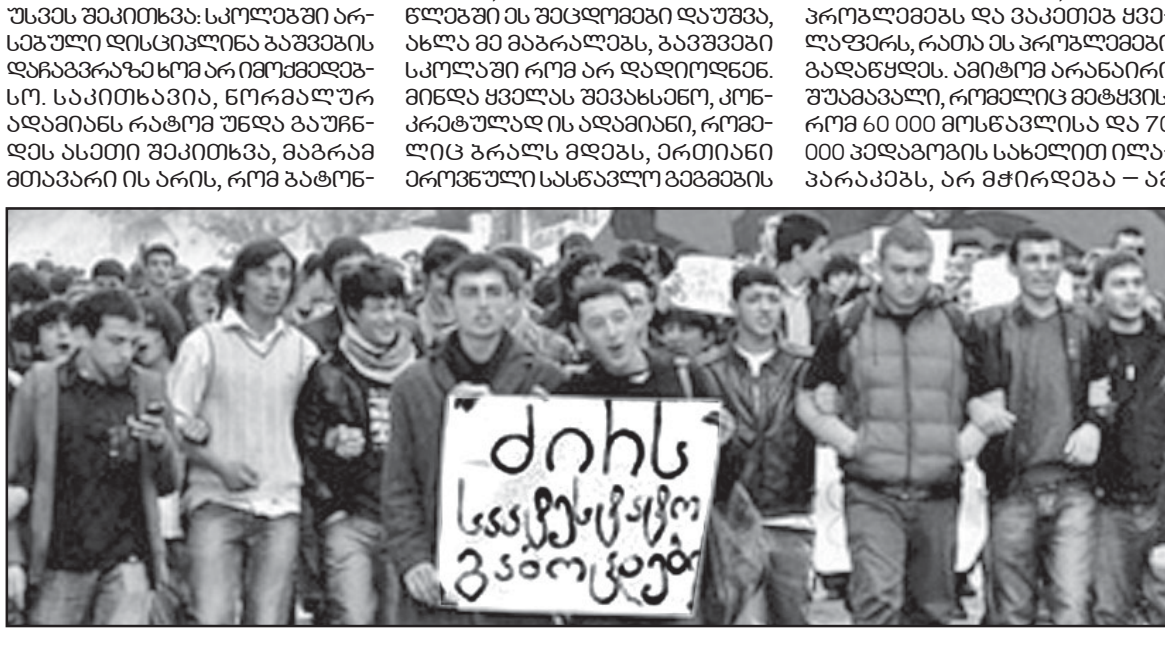 უსვეს შეკითხვა: სკოლებში არ-
სებული დისციპლინა ბაშვების
დაჩაგვრაზე ხომ არ იმოქმედებ-
სო. საკითხავია, ნორმალურ
ადამიანს რატომ უნდა გაუჩნ-
დეს ასეთი შეკითხვა, მაგრამ
მთავარი ის არის, რომ ბატონ-
წლებში ეს შეცდომები დაუშვა,
ახლა მე მაბრალებს, ბავშვები
სკოლაში რომ არ დადიოდნენ.
მინდა ყველას შევახსენო, კონ-
კრეტულად ის ადამიანი, რომე-
ლიც ბრალს მდებს, ერთიანი
ეროვნული სასწავლო გეგმების
პრობლემებს და ვაკეთებ ყვე-
ლაფერს, რათა ეს პრობლემები
გადაწყდეს. ამიტომ არანაირი
შუამავალი, რომელიც მეტყვის,
რომ 60 000 მოსწავლისა და 70
000 პედაგოგის სახელით ილა-
პარაკებს, არ მჭირდება – ამ
ძირს
საატესტატო
გამოცდები